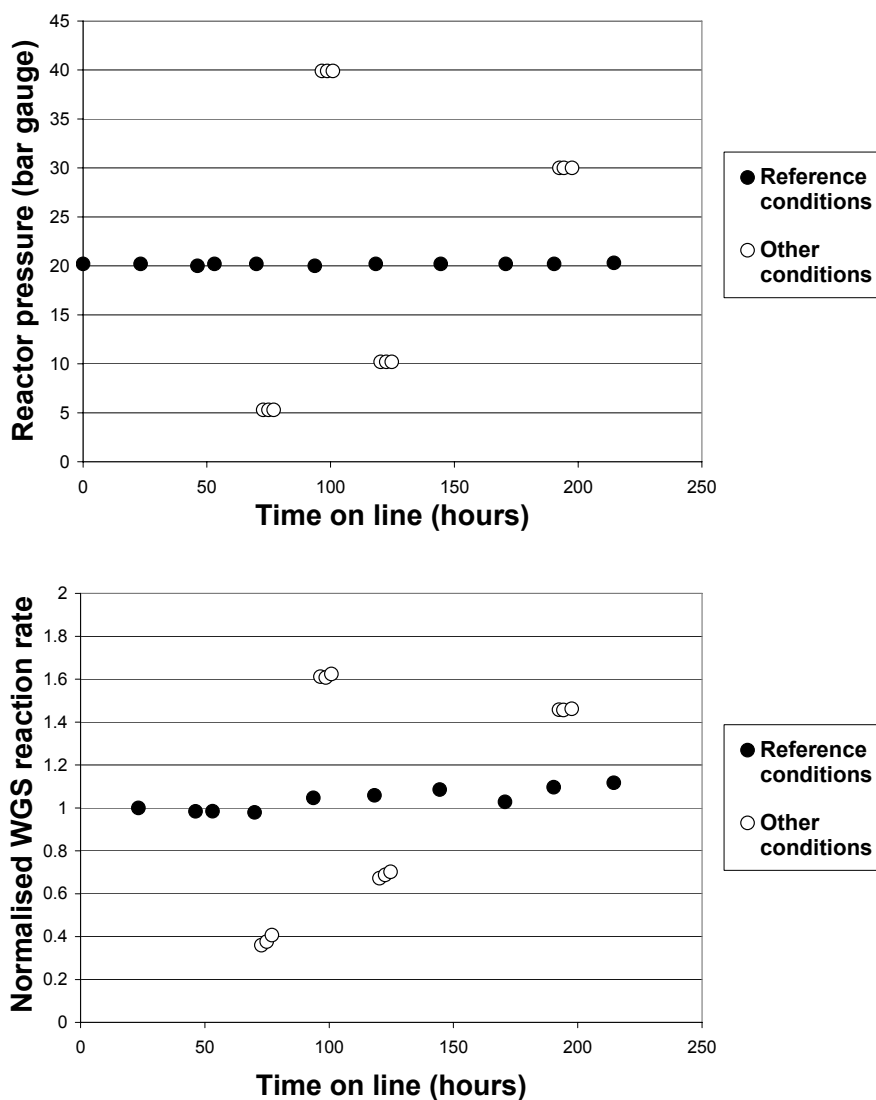 45
40
35
30
25
20
15
10
5
0
Reactor pressure (bar gauge)
0 50 100 150 200 250
Time on line (hours)
Reference
conditions
Other
conditions
2
1.8
1.6
1.4
1.2
1
0.8
0.6
0.4
0.2
0
Normalised WGS reaction rate
0 50 100 150 200 250
Time on line (hours)
Reference
conditions
Other
conditions